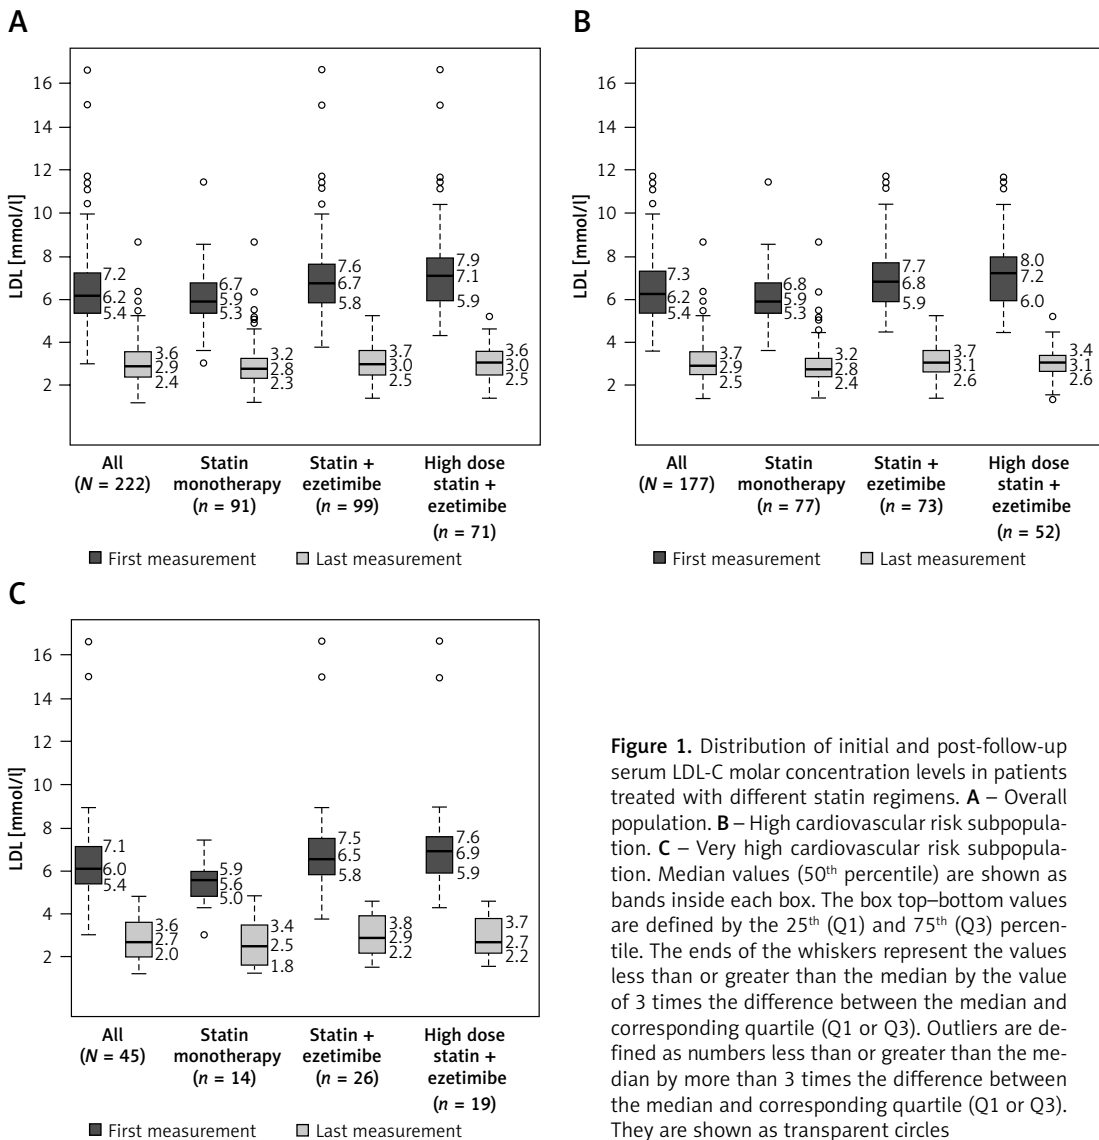 A
LDL [mmol/l]
16
14
12
10
8
6
4
2
7.2
6.2
5.4
3.6
2.9
2.4
6.7
5.9
5.3
3.2
2.8
2.3
7.6
6.7
5.8
3.7
3.0
2.5
7.9
7.1
5.9
3.6
3.0
2.5
All
(N = 222)
Statin
monotherapy
(n = 91)
Statin +
ezetimibe
(n = 99)
High dose
statin +
ezetimibe
(n = 71)
First measurement
Last measurement
B
LDL [mmol/l]
16
14
12
10
8
6
4
2
7.3
6.2
5.4
3.7
2.9
2.5
6.8
5.9
5.3
3.2
2.8
2.4
7.7
6.8
5.9
3.7
3.1
2.6
8.0
7.2
6.0
3.4
3.1
2.6
All
(N = 177)
Statin
monotherapy
(n = 77)
Statin +
ezetimibe
(n = 73)
High dose
statin +
ezetimibe
(n = 52)
First measurement
Last measurement
C
LDL [mmol/l]
16
14
12
10
8
6
4
2
7.1
6.0
5.4
3.6
2.7
2.0
5.9
5.6
5.0
3.4
2.5
1.8
7.5
6.5
5.8
3.8
2.9
2.2
7.6
6.9
5.9
3.7
2.7
2.2
All
(N = 45)
Statin
monotherapy
(n = 14)
Statin +
ezetimibe
(n = 26)
High dose
statin +
ezetimibe
(n = 19)
First measurement
Last measurement
Figure 1. Distribution of initial and post-follow-up
serum LDL-C molar concentration levels in patients
treated with different statin regimens. A – Overall
population. B – High cardiovascular risk subpopula-
tion. C – Very high cardiovascular risk subpopula-
tion. Median values (50th percentile) are shown as
bands inside each box. The box top–bottom values
are defined by the 25th (Q1) and 75th (Q3) percen-
tile. The ends of the whiskers represent the values
less than or greater than the median by the value
of 3 times the difference between the median and
corresponding quartile (Q1 or Q3). Outliers are de-
fined as numbers less than or greater than the me-
dian by more than 3 times the difference between
the median and corresponding quartile (Q1 or Q3).
They are shown as transparent circles